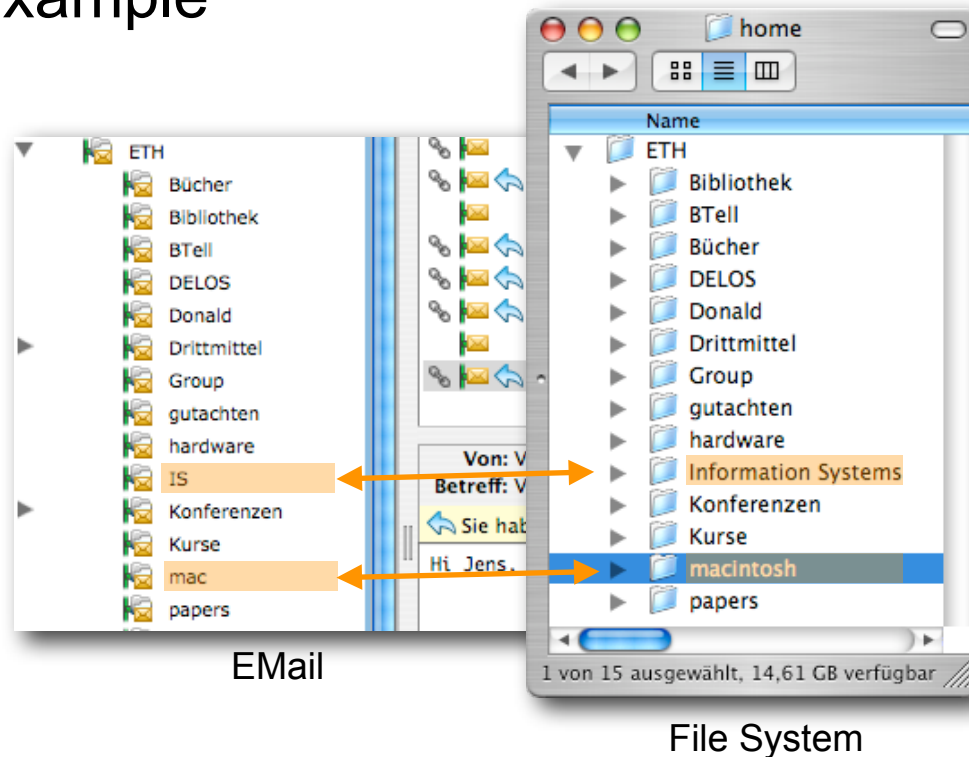 xample
ETH
Bücher
Bibliothek
BTell
DELOS
Donald
Drittmittel
Group
gutachten
hardware
IS
Konferenzen
Kurse
mac
papers
Von: V
Betreff: V
Sie hab
Hi Jens,
EMail
home
Name
ETH
Bibliothek
BTell
Bücher
DELOS
Donald
Drittmittel
Group
gutachten
hardware
Information Systems
Konferenzen
Kurse
macintosh
papers
1 von 15 ausgewählt, 14,61 GB verfügbar
File System